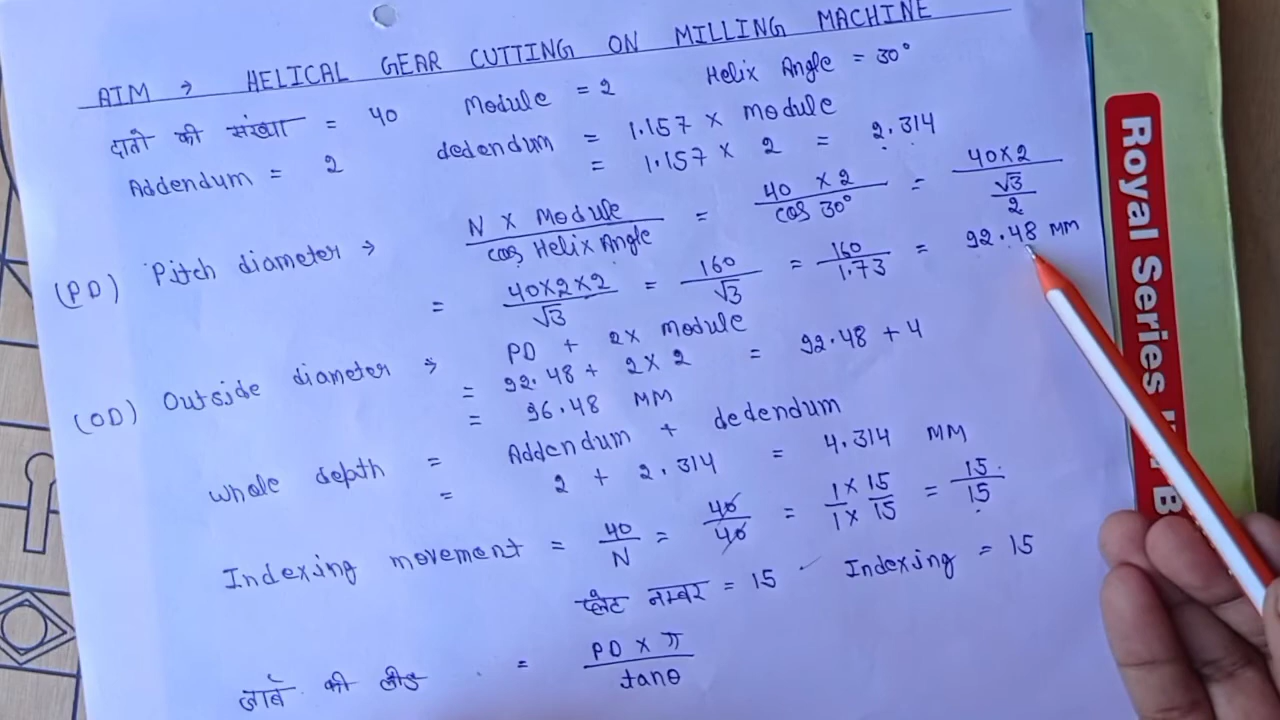 AIM → HELICAL GEAR CUTTING ON MILLING MACHINE
दातो की संख्या = 40 Module = 2 Helix Angle = 30°
Addendum = 2 dedendum = 1.157 × Module
= 1.157 × 2 = 2.314
(PD) Pitch diameter → N × Module / cos Helix Angle = 40 × 2 / cos 30° = 40×2 / √3/2
= 40×2×2 / √3 = 160 / √3 = 160 / 1.73 = 92.48 MM
(OD) Outside diameter → PD + 2× Module
= 92.48 + 2×2 = 92.48 + 4
= 96.48 MM
Whole depth = Addendum + dedendum
= 2 + 2.314 = 4.314 MM
Indexing movement = 40/N = 40/40 = 1×15 / 1×15 = 15/15
प्लेट नम्बर = 15 Indexing = 15
जाबे की लीड = PD × π / tanθ
Royal Series